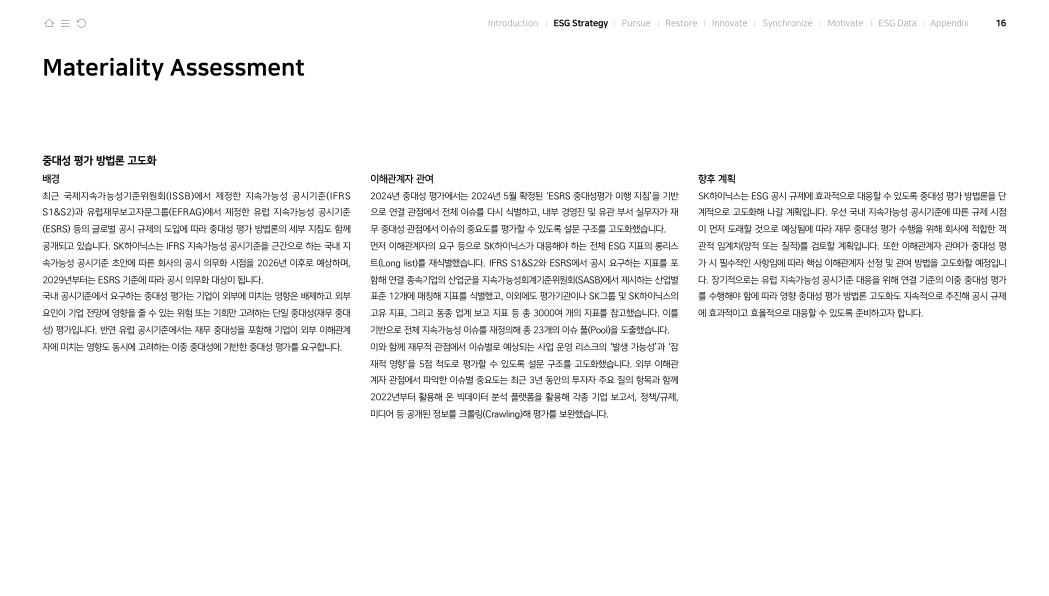 Introduction | ESG Strategy | Pursue | Restore | Innovate | Synchronize | Motivate | ESG Data | Appendix 16
Materiality Assessment
중대성 평가 방법론 고도화
배경
최근 국제지속가능성기준위원회(ISSB)에서 제정한 지속가능성 공시기준(IFRS
S1&S2)과 유럽재무보고자문그룹(EFRAG)에서 제정한 유럽 지속가능성 공시기준
(ESRS) 등의 글로벌 공시 규제의 도입에 따라 중대성 평가 방법론의 세부 지침도 함께
공개되고 있습니다. SK하이닉스는 IFRS 지속가능성 공시기준을 근간으로 하는 국내 지
속가능성 공시기준 초안에 따른 회사의 공시 의무화 시점을 2026년 이후로 예상하며,
2029년부터는 ESRS 기준에 따라 공시 의무화 대상이 됩니다.
국내 공시기준에서 요구하는 중대성 평가는 기업이 외부에 미치는 영향은 배제하고 외부
요인이 기업 전망에 영향을 줄 수 있는 위험 또는 기회만 고려하는 단일 중대성(재무 중대
성) 평가입니다. 반면 유럽 공시기준에서는 재무 중대성을 포함해 기업이 외부 이해관계
자에 미치는 영향도 동시에 고려하는 이중 중대성에 기반한 중대성 평가를 요구합니다.
이해관계자 관여
2024년 중대성 평가에서는 2024년 5월 확정된 ‘ESRS 중대성평가 이행 지침’을 기반
으로 연결 관점에서 전체 이슈를 다시 식별하고, 내부 경영진 및 유관 부서 실무자가 재
무 중대성 관점에서 이슈의 중요도를 평가할 수 있도록 설문 구조를 고도화했습니다.
먼저 이해관계자의 요구 등으로 SK하이닉스가 대응해야 하는 전체 ESG 지표의 롱리스
트(Long list)를 재식별했습니다. IFRS S1&S2와 ESRS에서 공시 요구하는 지표를 포
함해 연결 종속기업의 산업군을 지속가능성회계기준위원회(SASB)에서 제시하는 산업별
표준 12개에 매칭해 지표를 식별했고, 이외에도 평가기관이나 SK그룹 및 SK하이닉스의
고유 지표, 그리고 동종 업계 보고 지표 등 총 3000여 개의 지표를 참고했습니다. 이를
기반으로 전체 지속가능성 이슈를 재정의해 총 23개의 이슈 풀(Pool)을 도출했습니다.
이와 함께 재무적 관점에서 이슈별로 예상되는 사업 운영 리스크의 ‘발생 가능성’과 ‘잠
재적 영향’을 5점 척도로 평가할 수 있도록 설문 구조를 고도화했습니다. 외부 이해관
계자 관점에서 파악한 이슈별 중요도는 최근 3년 동안의 투자자 주요 질의 항목과 함께
2022년부터 활용해 온 빅데이터 분석 플랫폼을 활용해 각종 기업 보고서, 정책/규제,
미디어 등 공개된 정보를 크롤링(Crawling)해 평가를 보완했습니다.
향후 계획
SK하이닉스는 ESG 공시 규제에 효과적으로 대응할 수 있도록 중대성 평가 방법론을 단
계적으로 고도화해 나갈 계획입니다. 우선 국내 지속가능성 공시기준에 따른 규제 시점
이 먼저 도래할 것으로 예상됨에 따라 재무 중대성 평가 수행을 위해 회사에 적합한 객
관적 임계치(양적 또는 질적)를 검토할 계획입니다. 또한 이해관계자 관여가 중대성 평
가 시 필수적인 사항임에 따라 핵심 이해관계자 선정 및 관여 방법을 고도화할 예정입니
다. 장기적으로는 유럽 지속가능성 공시기준 대응을 위해 연결 기준의 이중 중대성 평가
를 수행해야 함에 따라 영향 중대성 평가 방법론 고도화도 지속적으로 추진해 공시 규제
에 효과적이고 효율적으로 대응할 수 있도록 준비하고자 합니다.